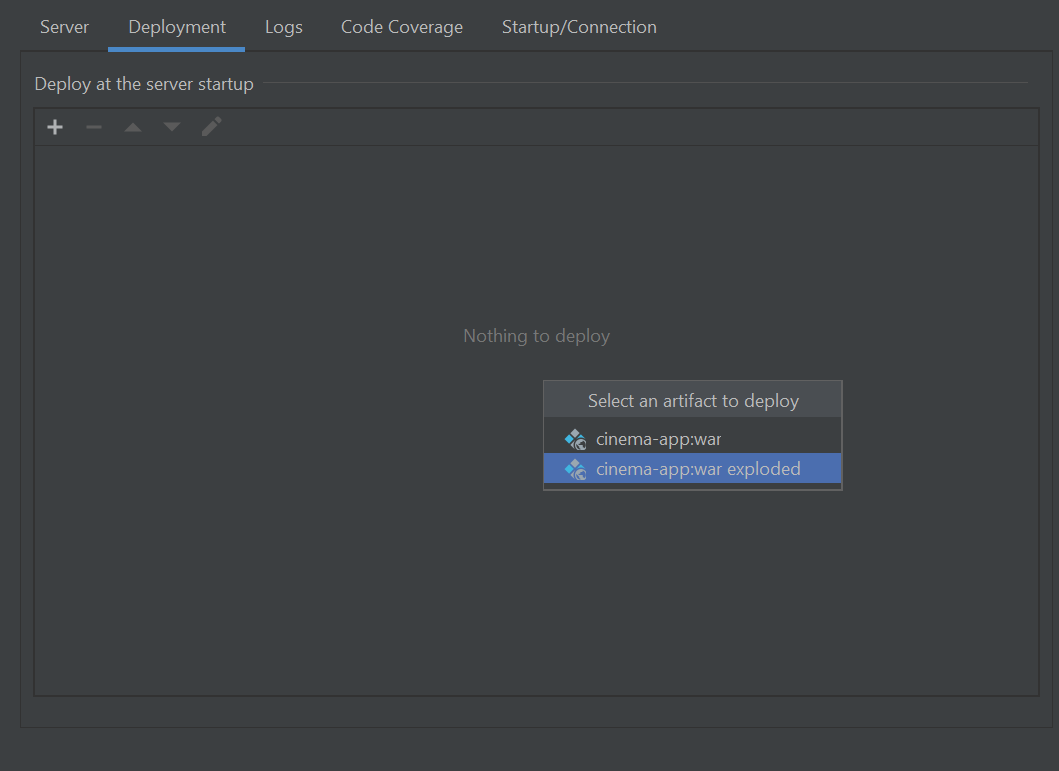 Server Deployment Logs Code Coverage Startup/Connection
Deploy at the server startup
Nothing to deploy
Select an artifact to deploy
cinema-app:war
cinema-app:war exploded